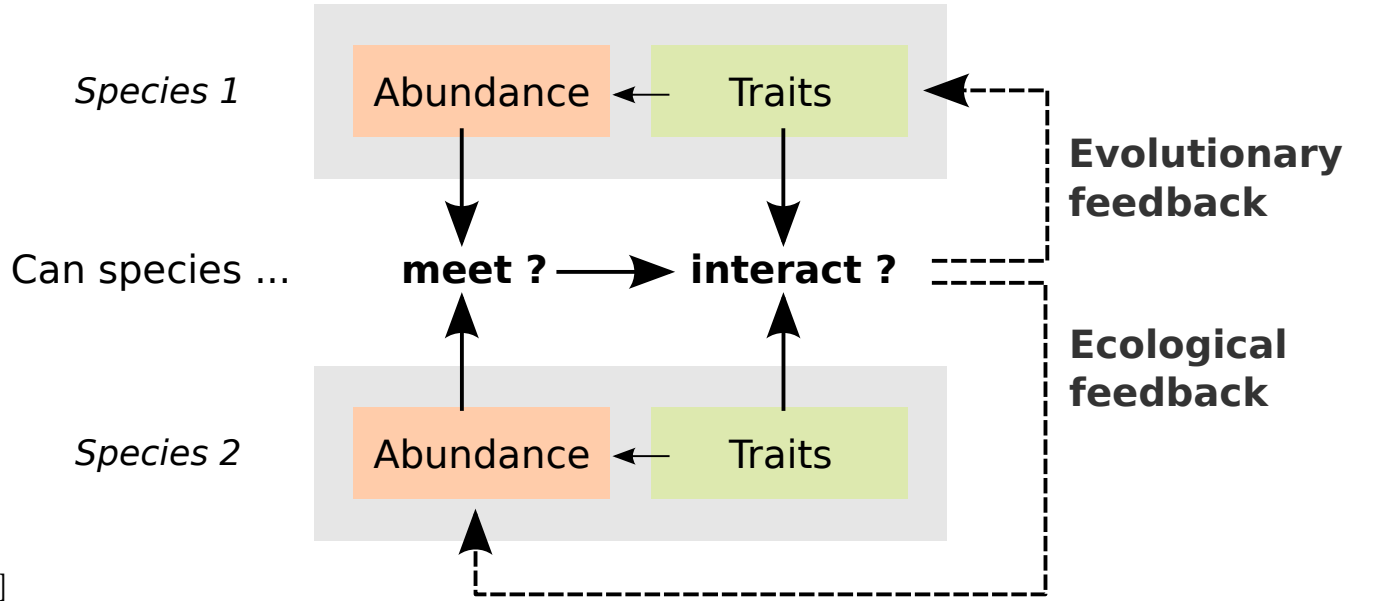 Species 1
Abundance
Traits
Evolutionary
feedback
Can species ...
meet ?
interact ?
Ecological
feedback
Species 2
Abundance
Traits
]